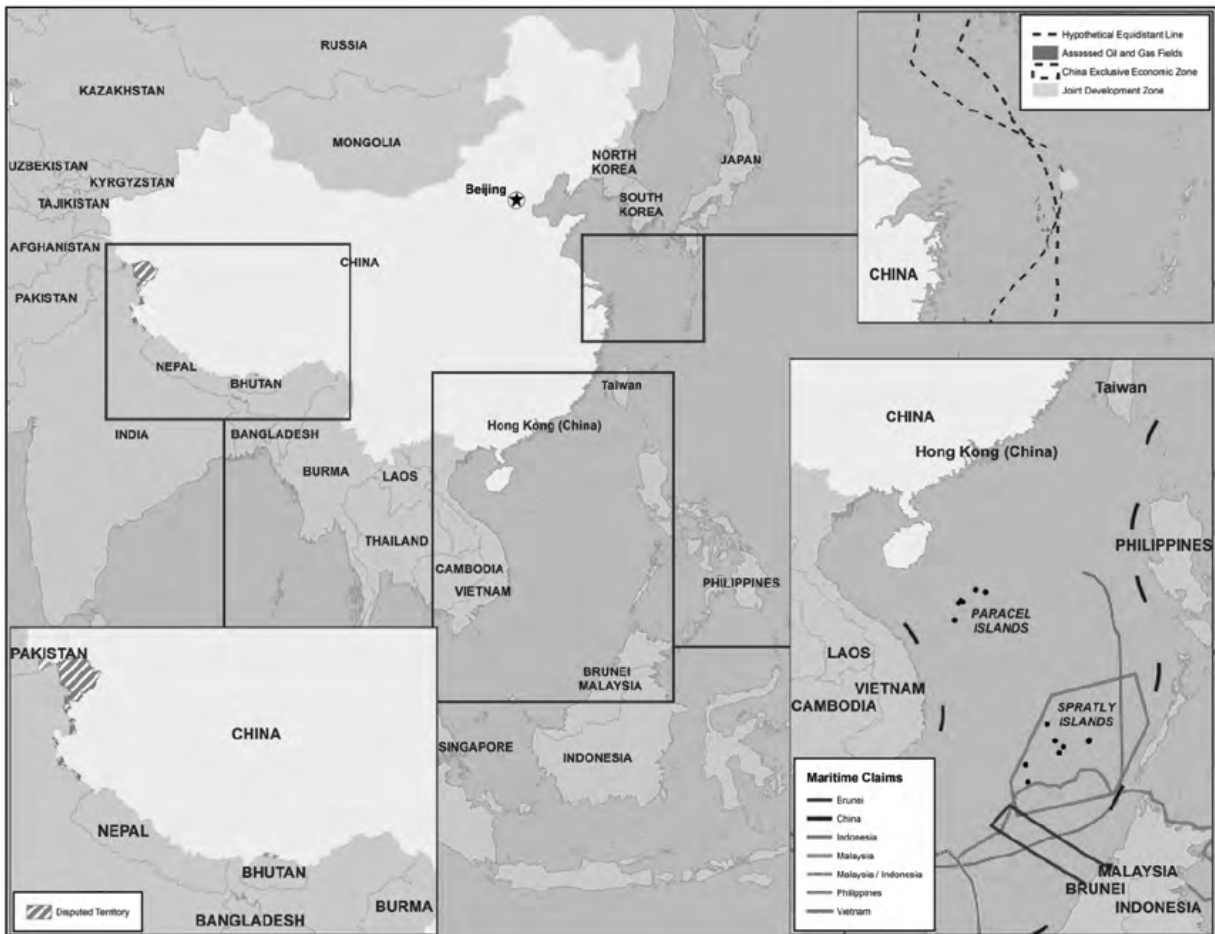 RUSSIA
KAZAKHSTAN
MONGOLIA
UZBEKISTAN
KYRGYZSTAN
TAJIKISTAN
NORTH
KOREA
JAPAN
Beijing
SOUTH
KOREA
AFGHANISTAN
CHINA
PAKISTAN
NEPAL
BHUTAN
Taiwan
INDIA
BANGLADESH
Hong Kong (China)
BURMA
LAOS
THAILAND
CAMBODIA
VIETNAM
PHILIPPINES
BRUNEI
MALAYSIA
SINGAPORE
INDONESIA
Hypothetical Equidistant Line
Assessed Oil and Gas Fields
China Exclusive Economic Zone
Joint Development Zone
CHINA
CHINA
Taiwan
Hong Kong (China)
PHILIPPINES
PARACEL
ISLANDS
LAOS
VIETNAM
CAMBODIA
SPRATLY
ISLANDS
MALAYSIA
BRUNEI
INDONESIA
Maritime Claims
Brunei
China
Indonesia
Malaysia
Malaysia / Indonesia
Philippines
Vietnam
PAKISTAN
CHINA
NEPAL
BHUTAN
BANGLADESH
BURMA
Disputed Territory